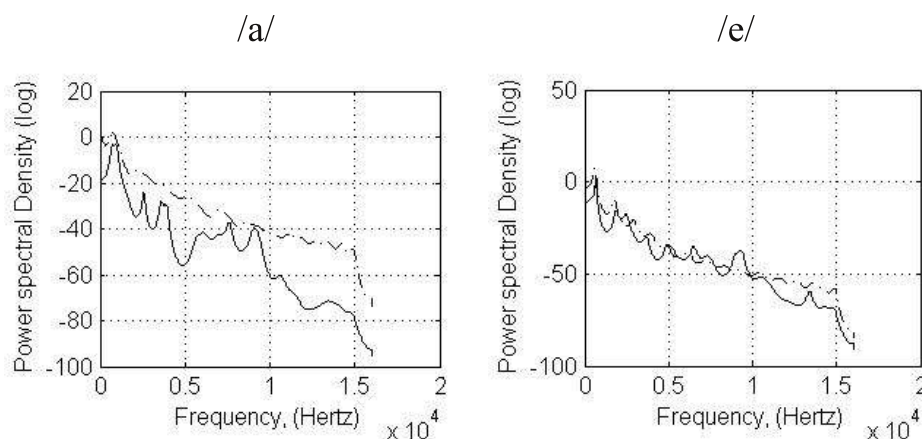 /a/
/e/
Power spectral Density (log)
20
0
-20
-40
-60
-80
-100
0
0.5
1
1.5
2
Frequency, (Hertz)
x 10^4
Power spectral Density (log)
50
0
-50
-100
0
0.5
1
1.5
2
Frequency, (Hertz)
x 10^4